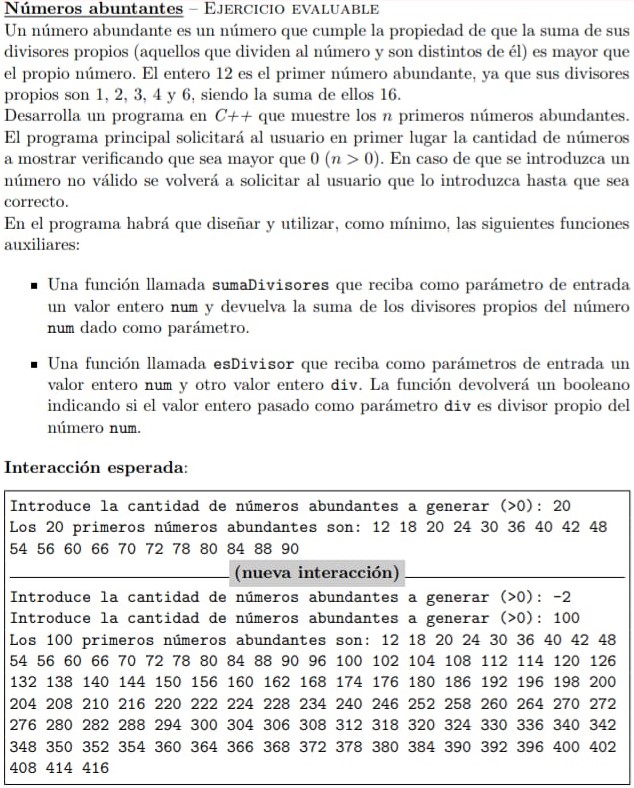 Números abuntantes – Ejercicio evaluable
Un número abundante es un número que cumple la propiedad de que la suma de sus
divisores propios (aquellos que dividen al número y son distintos de él) es mayor que
el propio número. El entero 12 es el primer número abundante, ya que sus divisores
propios son 1, 2, 3, 4 y 6, siendo la suma de ellos 16.
Desarrolla un programa en C++ que muestre los n primeros números abundantes.
El programa principal solicitará al usuario en primer lugar la cantidad de números
a mostrar verificando que sea mayor que 0 (n > 0). En caso de que se introduzca un
número no válido se volverá a solicitar al usuario que lo introduzca hasta que sea
correcto.
En el programa habrá que diseñar y utilizar, como mínimo, las siguientes funciones
auxiliares:
▪ Una función llamada sumaDivisores que reciba como parámetro de entrada
un valor entero num y devuelva la suma de los divisores propios del número
num dado como parámetro.
▪ Una función llamada esDivisor que reciba como parámetros de entrada un
valor entero num y otro valor entero div. La función devolverá un booleano
indicando si el valor entero pasado como parámetro div es divisor propio del
número num.
Interacción esperada:
Introduce la cantidad de números abundantes a generar (>0): 20
Los 20 primeros números abundantes son: 12 18 20 24 30 36 40 42 48
54 56 60 66 70 72 78 80 84 88 90
(nueva interacción)
Introduce la cantidad de números abundantes a generar (>0): -2
Introduce la cantidad de números abundantes a generar (>0): 100
Los 100 primeros números abundantes son: 12 18 20 24 30 36 40 42 48
54 56 60 66 70 72 78 80 84 88 90 96 100 102 104 108 112 114 120 126
132 138 140 144 150 156 160 162 168 174 176 180 186 192 196 198 200
204 208 210 216 220 222 224 228 234 240 246 252 258 260 264 270 272
276 280 282 288 294 300 304 306 308 312 318 320 324 330 336 340 342
348 350 352 354 360 364 366 368 372 378 380 384 390 392 396 400 402
408 414 416